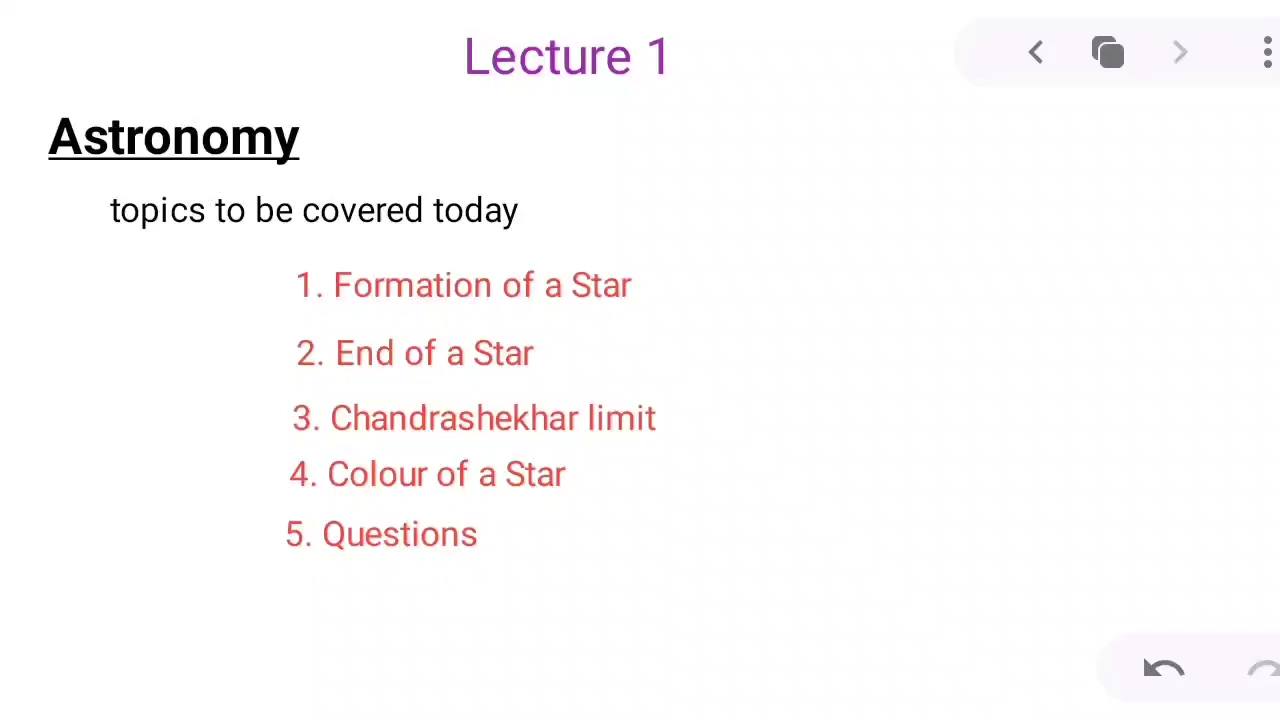 Lecture 1
Astronomy
topics to be covered today
1. Formation of a Star
2. End of a Star
3. Chandrashekhar limit
4. Colour of a Star
5. Questions